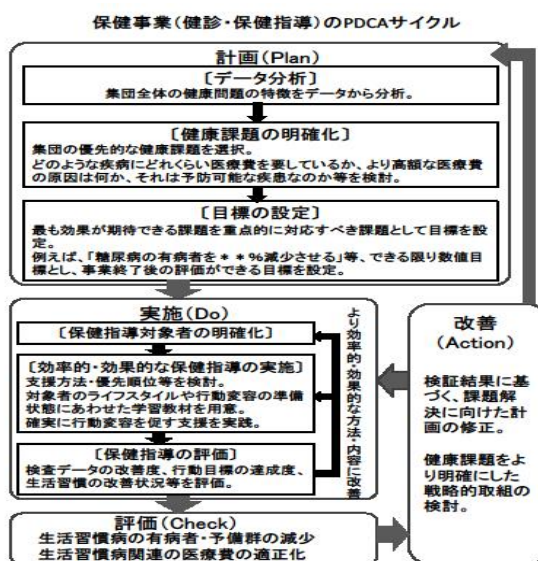 保健事業(健診・保健指導)のPDCAサイクル
計画(Plan)
〔データ分析〕
集団全体の健康問題の特徴をデータから分析。
〔健康課題の明確化〕
集団の優先的な健康課題を選択。
どのような疾病にどれくらい医療費を要しているか、より高額な医療費
の原因は何か、それは予防可能な疾患なのか等を検討。
〔目標の設定〕
最も効果が期待できる課題を重点的に対応すべき課題として目標を設
定。
例えば、「糖尿病の有病者を＊＊%減少させる」等、できる限り数値目
標とし、事業終了後の評価ができる目標を設定。
実施(Do)
〔保健指導対象者の明確化〕
〔効率的・効果的な保健指導の実施〕
支援方法・優先順位等を検討。
対象者のライフスタイルや行動変容の準備
状態にあわせた学習教材を用意。
確実に行動変容を促す支援を実践。
〔保健指導の評価〕
検査データの改善度、行動目標の達成度、
生活習慣の改善状況等を評価。
より効率的・効果的な方法・内容に改善
改善
(Action)
検証結果に基
づく、課題解
決に向けた計
画の修正。
健康課題をよ
り明確にした
戦略的取組の
検討。
評価(Check)
生活習慣病の有病者・予備群の減少
生活習慣病関連の医療費の適正化